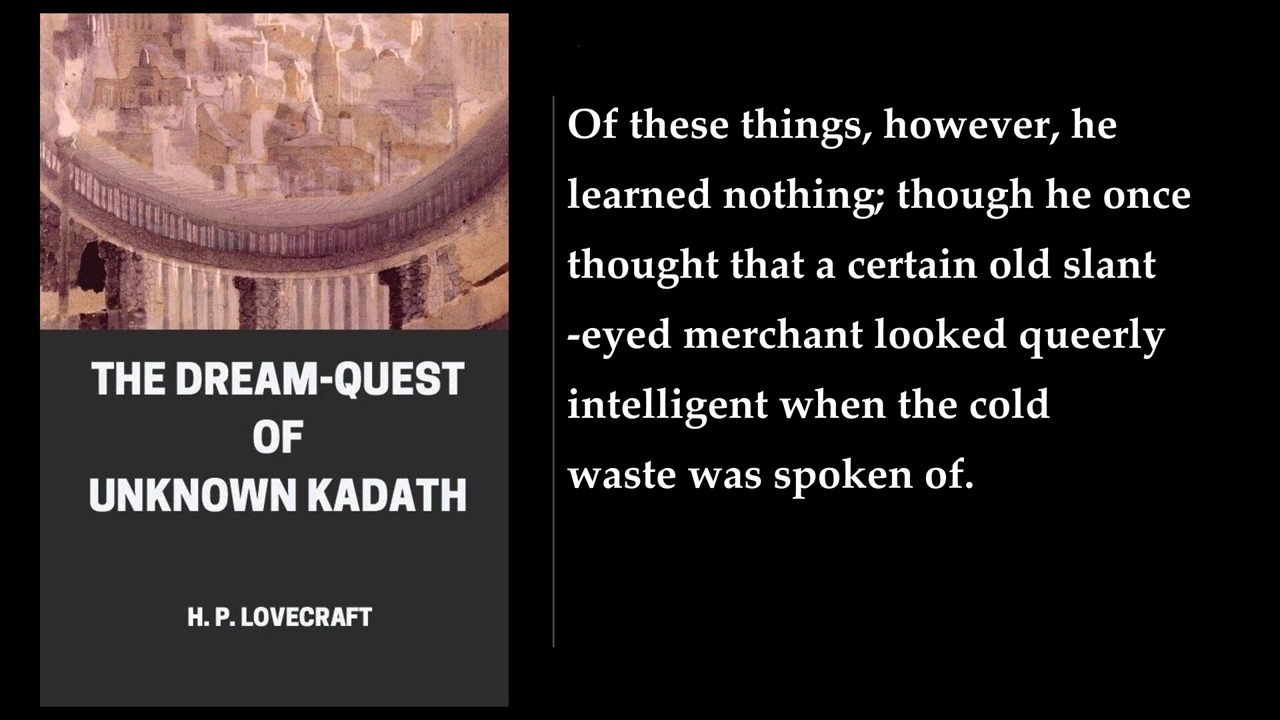 THE DREAM-QUEST
OF
UNKNOWN KADATH
H. P. LOVECRAFT
Of these things, however, he
learned nothing; though he once
thought that a certain old slant
-eyed merchant looked queerly
intelligent when the cold
waste was spoken of.